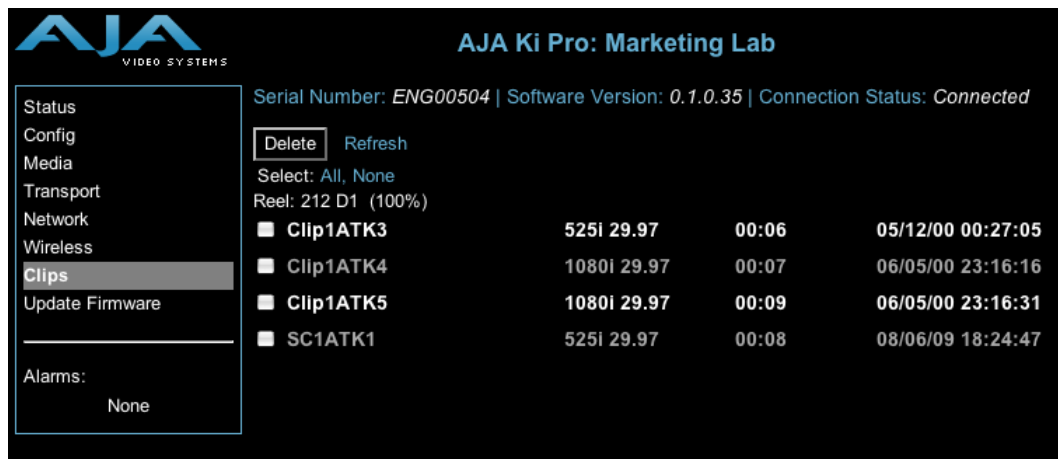 AJA
VIDEO SYSTEMS
AJA Ki Pro: Marketing Lab
Status
Config
Media
Transport
Network
Wireless
Clips
Update Firmware
Alarms:
None
Serial Number: ENG00504 | Software Version: 0.1.0.35 | Connection Status: Connected
Delete Refresh
Select: All, None
Reel: 212 D1 (100%)
Clip1ATK3 525i 29.97 00:06 05/12/00 00:27:05
Clip1ATK4 1080i 29.97 00:07 06/05/00 23:16:16
Clip1ATK5 1080i 29.97 00:09 06/05/00 23:16:31
SC1ATK1 525i 29.97 00:08 08/06/09 18:24:47